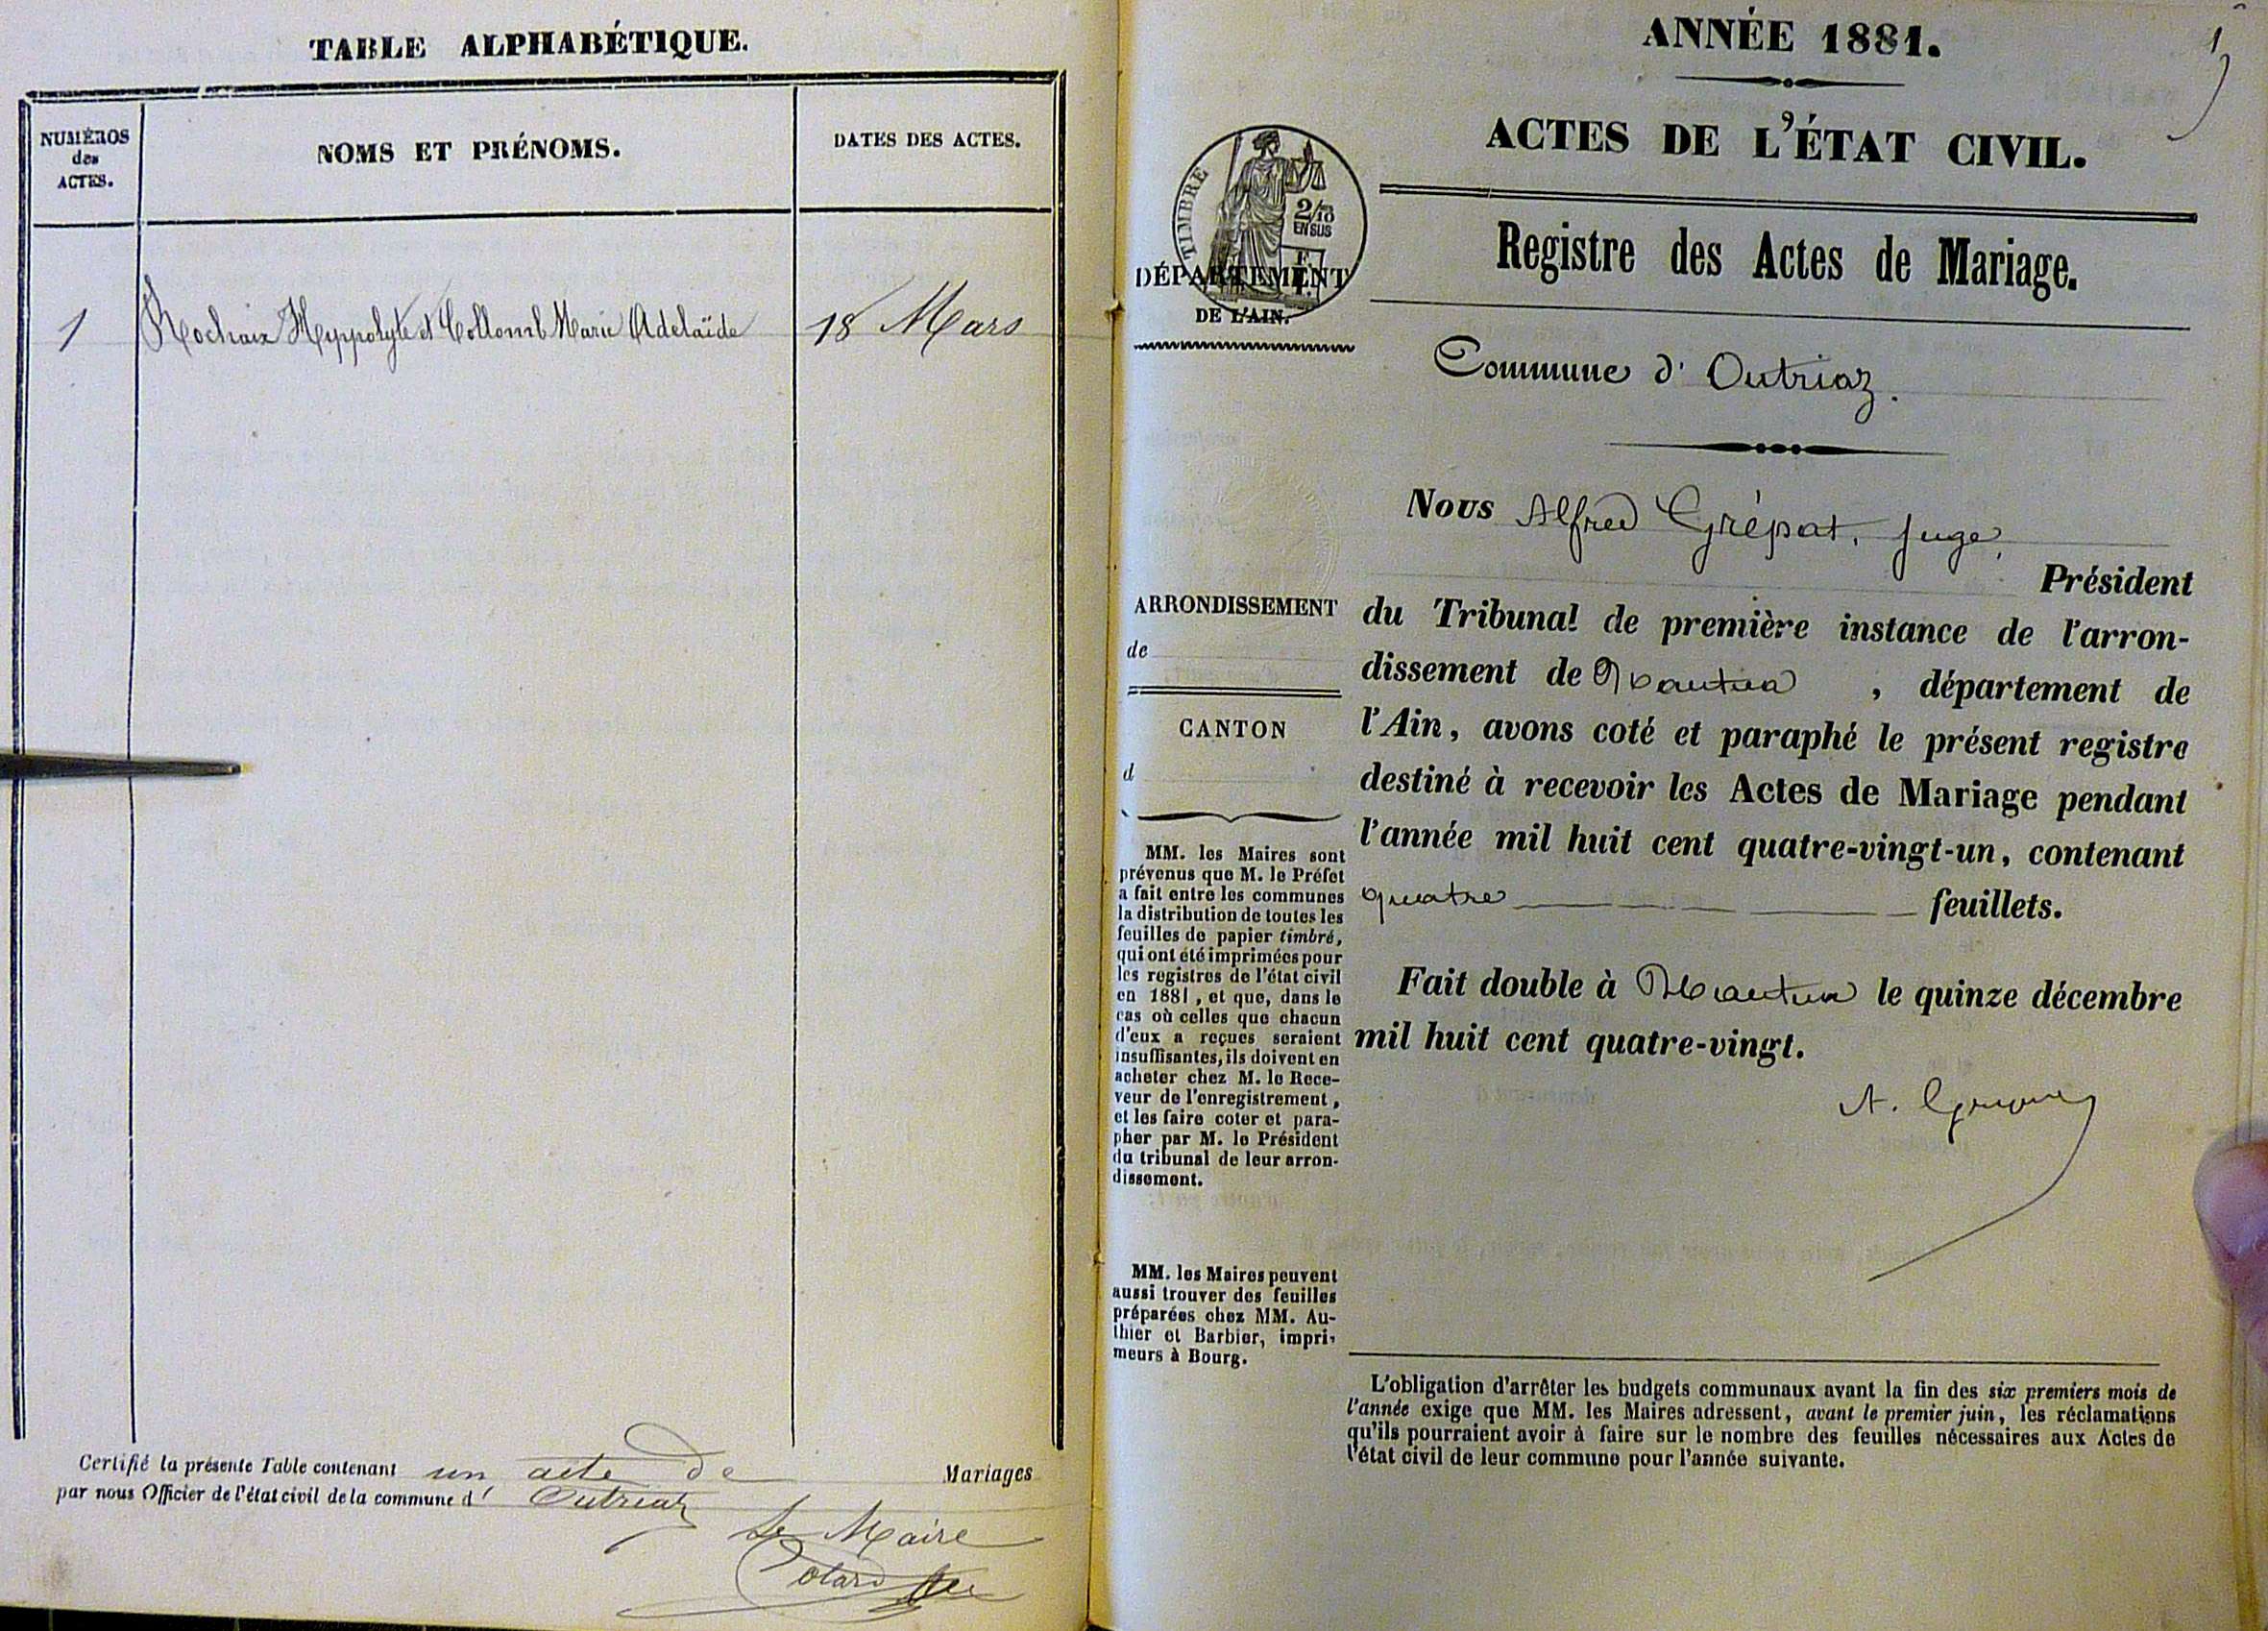 TABLE ALPHABÉTIQUE.
NUMÉROS
des
ACTES.
NOMS ET PRÉNOMS.
DATES DES ACTES.
1
Rochaix Hyppolyte et Collomb Marie Adelaïde
18 Mars
Certifié la présente Table contenant un acte de Mariages
par nous Officier de l'état civil de la commune d' Outriaz
Le Maire
ANNÉE 1881.
ACTES DE L'ÉTAT CIVIL.
TIMBRE
2/10
EN SUS
DÉPARTEMENT
DE L'AIN.
Registre des Actes de Mariage.
Commune d' Outriaz.
Nous Alfred Grépat, juge,
Président
du Tribunal de première instance de l'arron-
dissement de Nantua, département de
l'Ain, avons coté et paraphé le présent registre
destiné à recevoir les Actes de Mariage pendant
l'année mil huit cent quatre-vingt-un, contenant
quatre feuillets.
Fait double à Nantua le quinze décembre
mil huit cent quatre-vingt.
ARRONDISSEMENT
de
CANTON
d
MM. les Maires sont
prévenus que M. le Préfet
a fait entre les communes
la distribution de toutes les
feuilles de papier timbré,
qui ont été imprimées pour
les registres de l'état civil
en 1881, et que, dans le
cas où celles que chacun
d'eux a reçues seraient
insuffisantes, ils doivent en
acheter chez M. le Rece-
veur de l'enregistrement,
et les faire coter et para-
pher par M. le Président
du tribunal de leur arron-
dissement.
MM. les Maires peuvent
aussi trouver des feuilles
préparées chez MM. Au-
thier et Barbier, impri-
meurs à Bourg.
L'obligation d'arrêter les budgets communaux avant la fin des six premiers mois de
l'année exige que MM. les Maires adressent, avant le premier juin, les réclamations
qu'ils pourraient avoir à faire sur le nombre des feuilles nécessaires aux Actes de
l'état civil de leur commune pour l'année suivante.